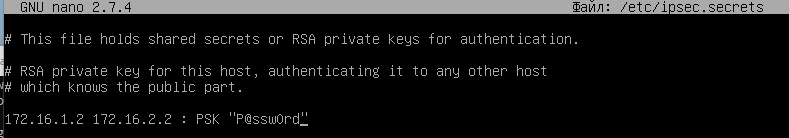 GNU nano 2.7.4 Файл: /etc/ipsec.secrets
# This file holds shared secrets or RSA private keys for authentication.
# RSA private key for this host, authenticating it to any other host
# which knows the public part.
172.16.1.2 172.16.2.2 : PSK "P@ssw0rd"